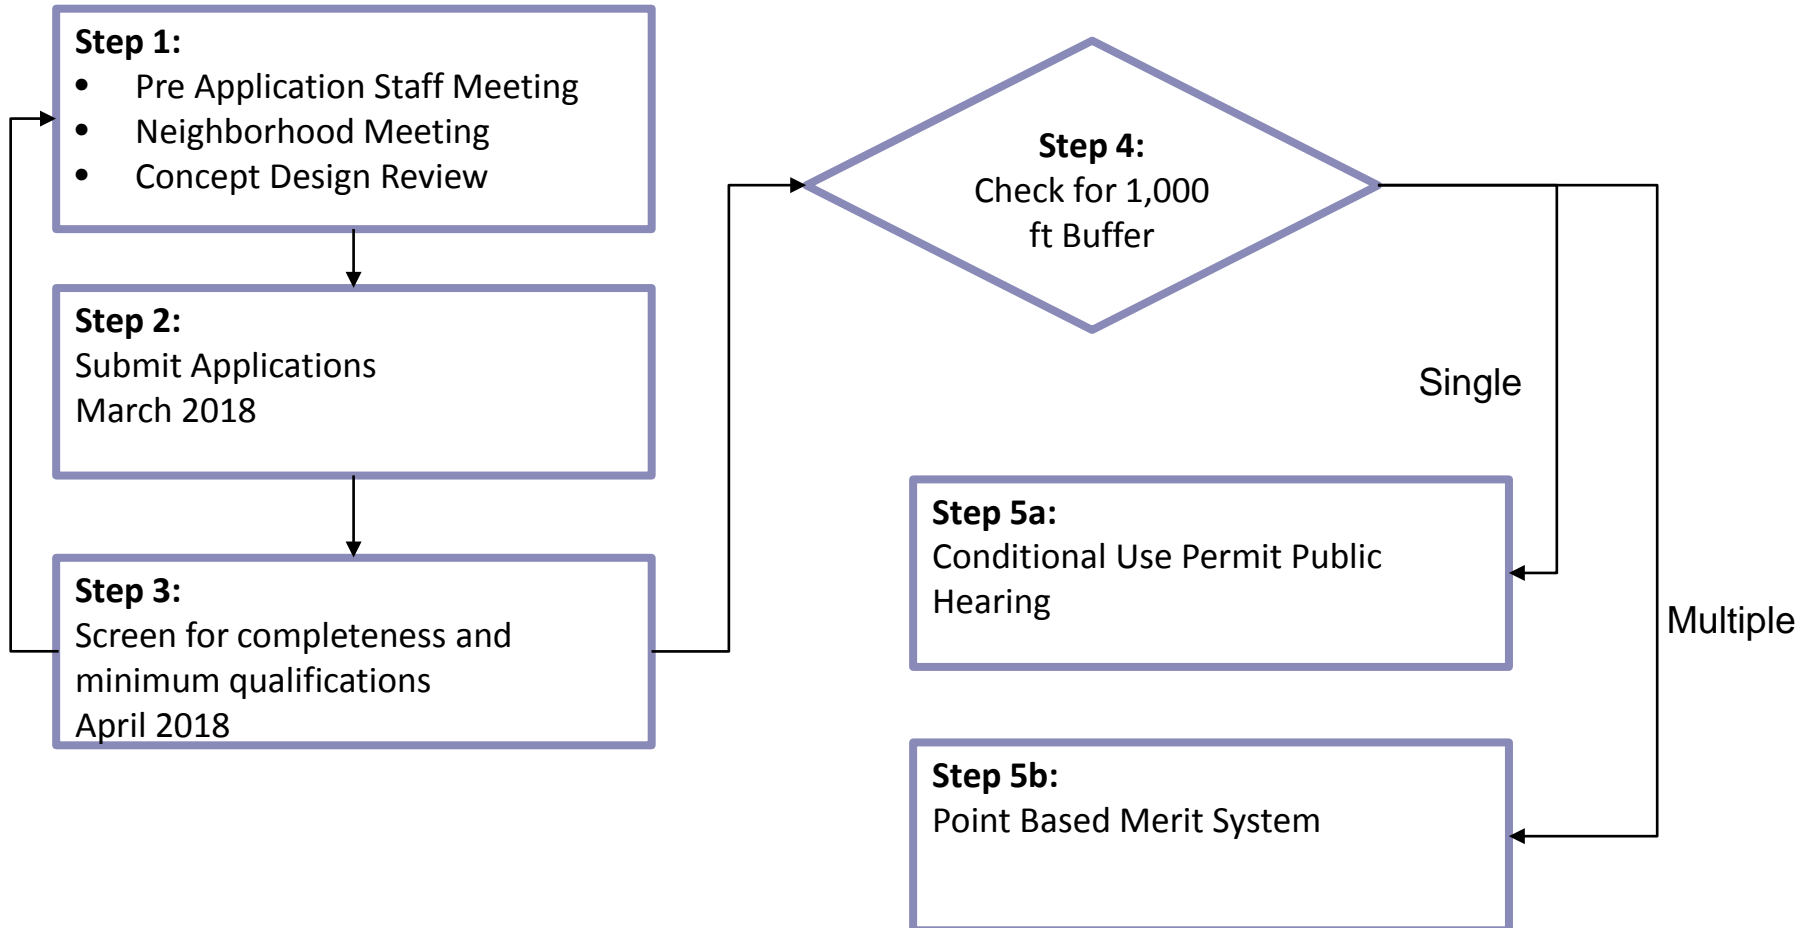 Step 1:
• Pre Application Staff Meeting
• Neighborhood Meeting
• Concept Design Review
Step 2:
Submit Applications
March 2018
Step 3:
Screen for completeness and
minimum qualifications
April 2018
Step 4:
Check for 1,000
ft Buffer
Single
Multiple
Step 5a:
Conditional Use Permit Public
Hearing
Step 5b:
Point Based Merit System